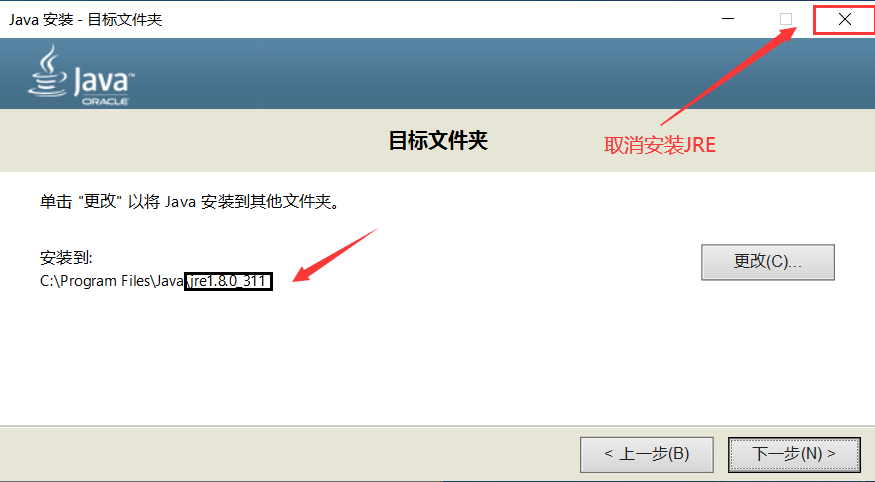 Java 安装 - 目标文件夹
Java™
ORACLE
取消安装JRE
目标文件夹
单击 "更改" 以将 Java 安装到其他文件夹。
安装到:
C:\Program Files\Java\jre1.8.0_311
更改(C)...
< 上一步(B)
下一步(N) >